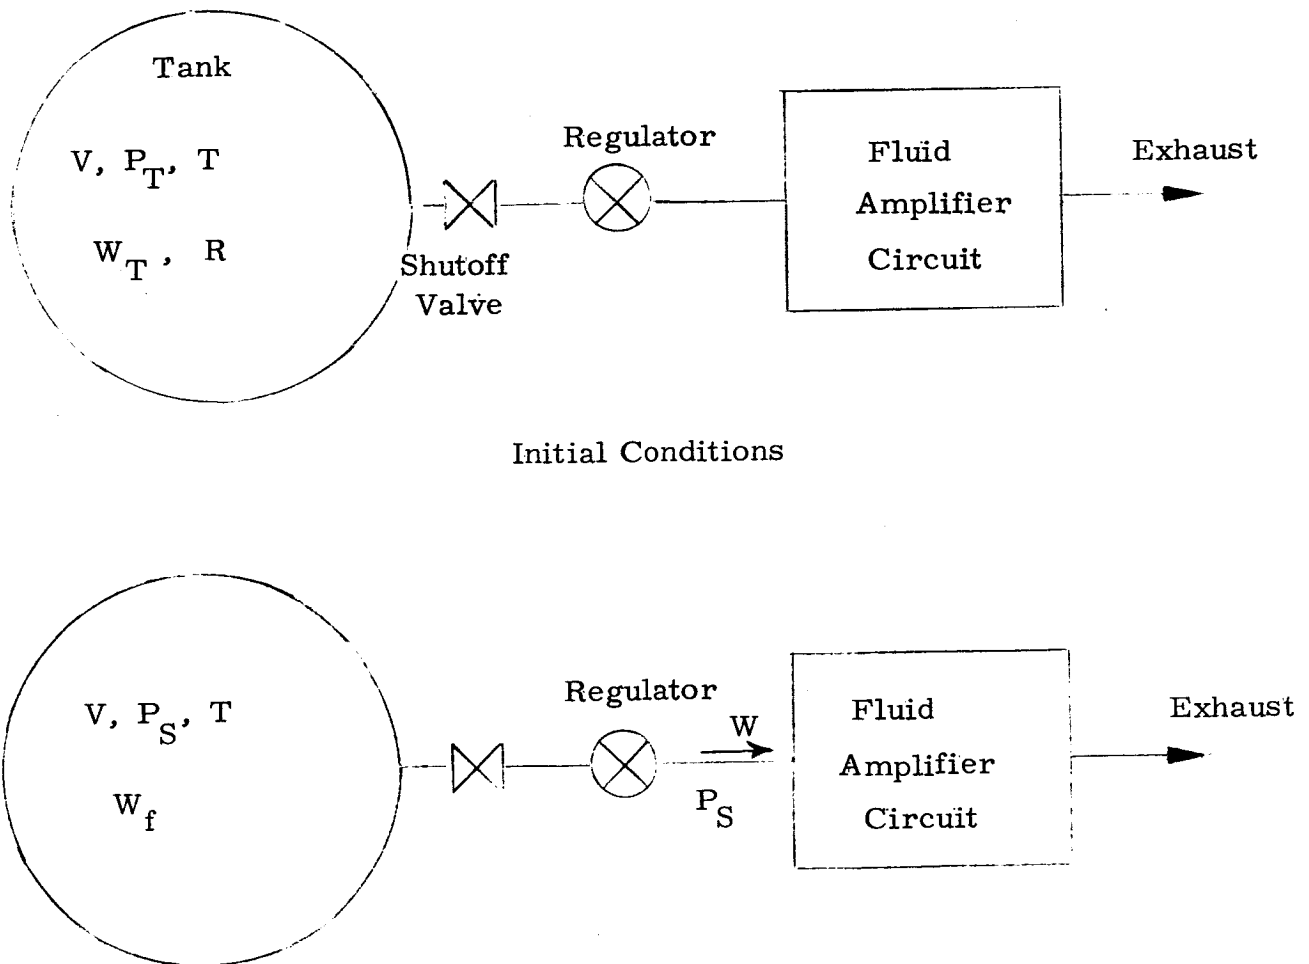 Tank
V, P_T, T
W_T, R
Shutoff
Valve
Regulator
Fluid
Amplifier
Circuit
Exhaust
Initial Conditions
V, P_S, T
W_f
Regulator
W
P_S
Fluid
Amplifier
Circuit
Exhaust